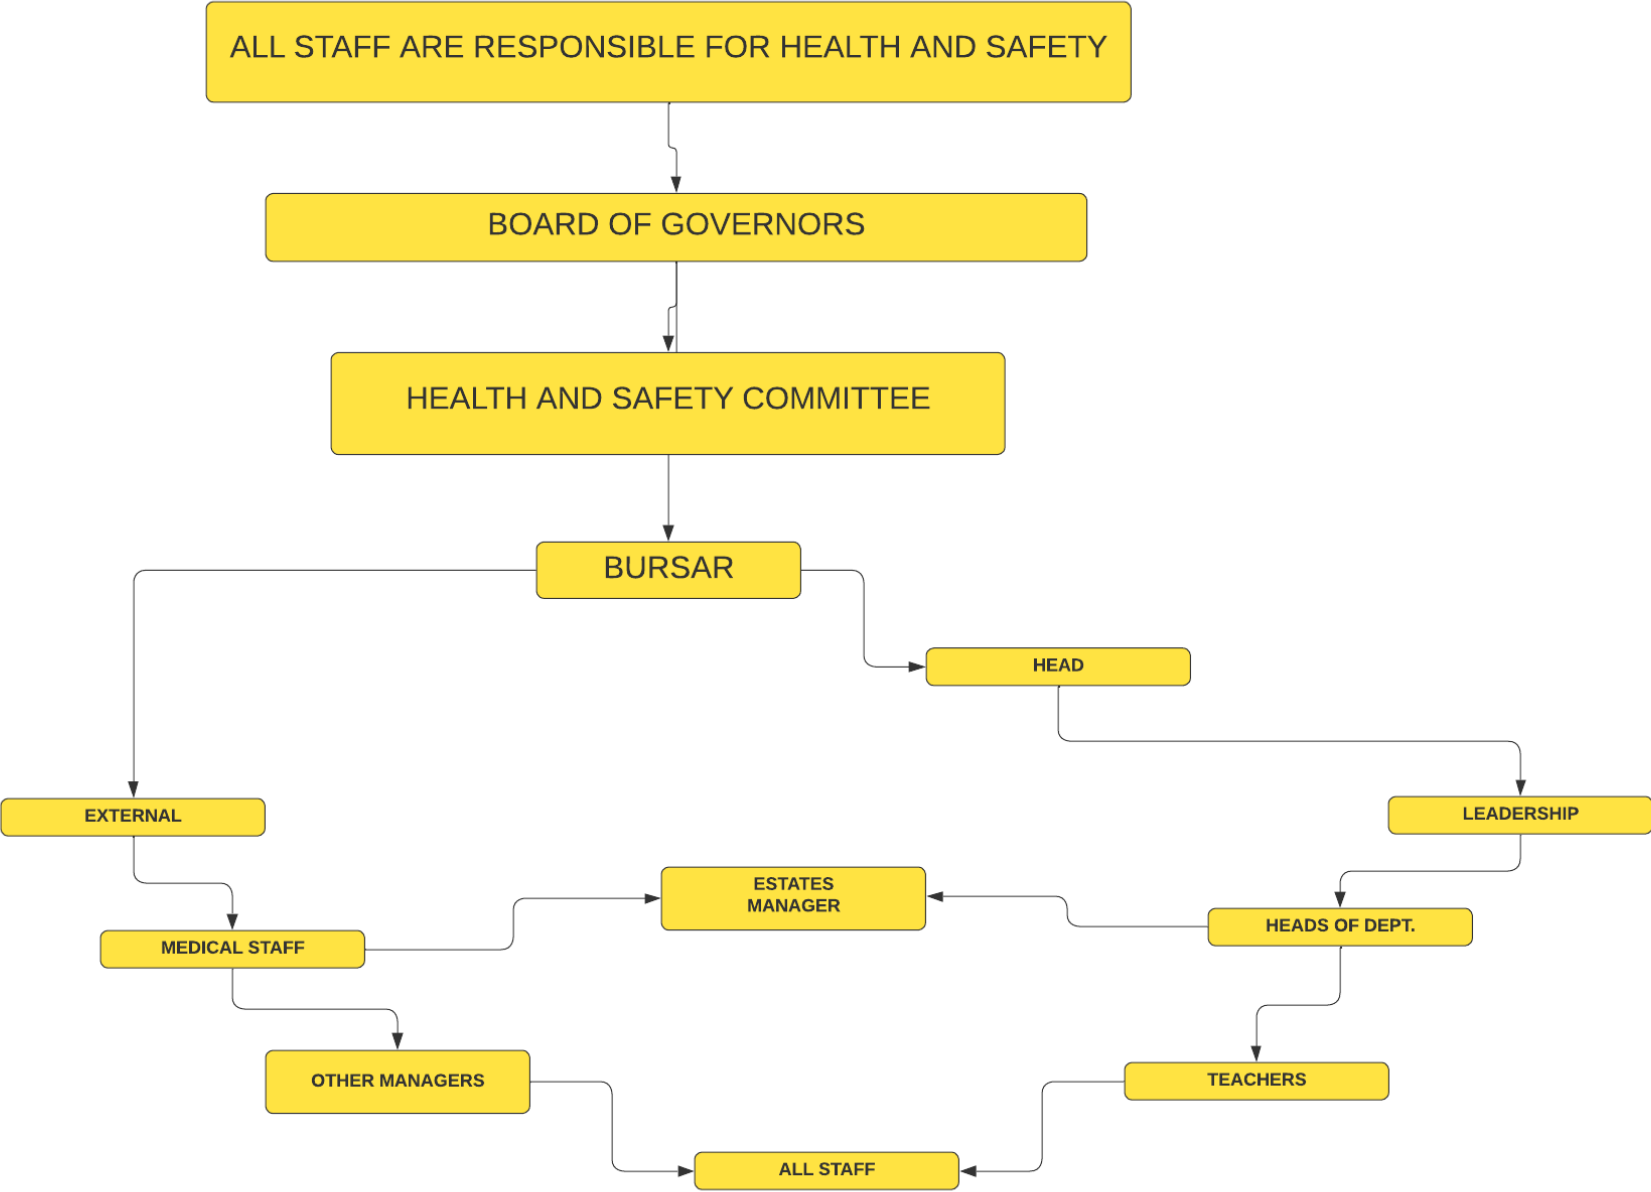 ALL STAFF ARE RESPONSIBLE FOR HEALTH AND SAFETY
BOARD OF GOVERNORS
HEALTH AND SAFETY COMMITTEE
BURSAR
HEAD
EXTERNAL
LEADERSHIP
ESTATES
MANAGER
HEADS OF DEPT.
MEDICAL STAFF
OTHER MANAGERS
TEACHERS
ALL STAFF